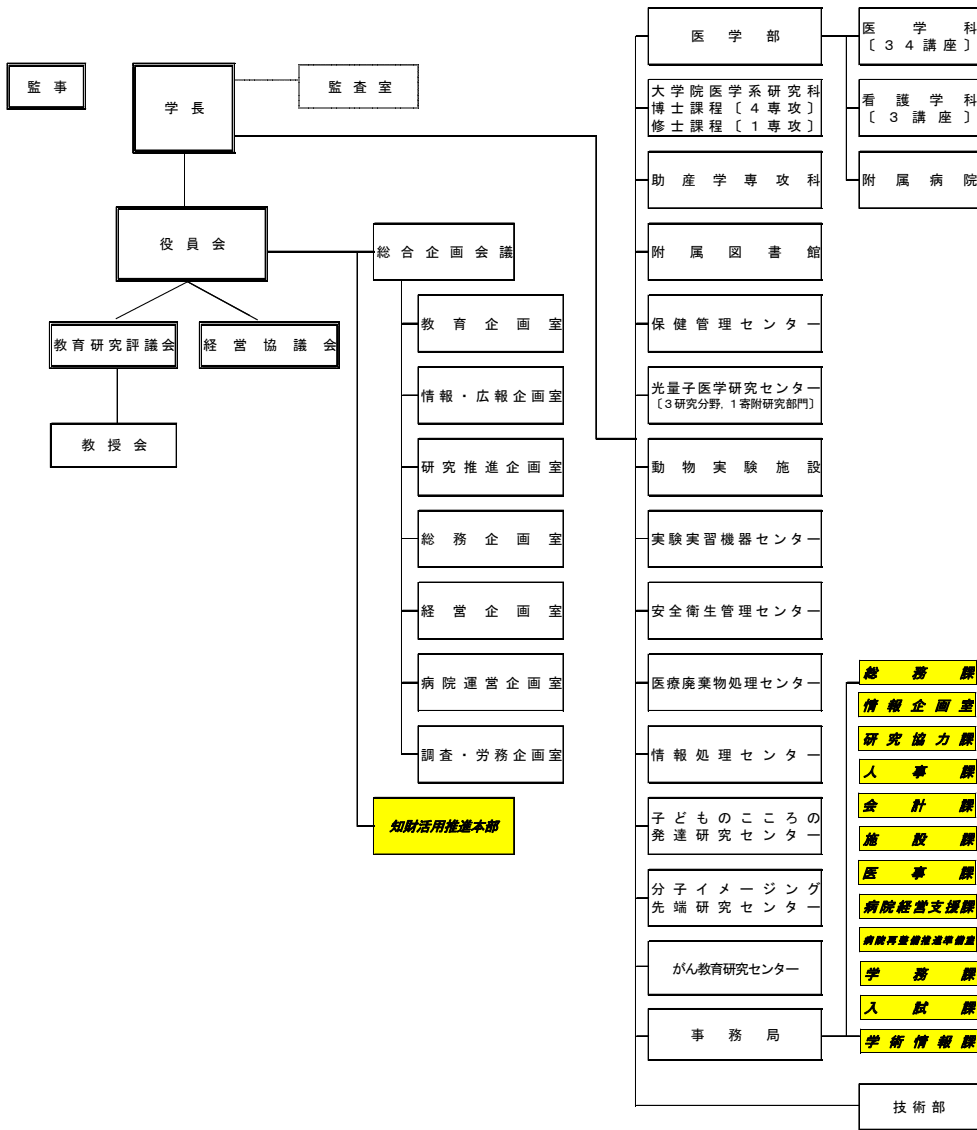 監事
学長
監査室
役員会
教育研究評議会
経営協議会
教授会
総合企画会議
教育企画室
情報・広報企画室
研究推進企画室
総務企画室
経営企画室
病院運営企画室
調査・労務企画室
知財活用推進本部
医学部
大学院医学系研究科
博士課程〔4専攻〕
修士課程〔1専攻〕
助産学専攻科
附属図書館
保健管理センター
光量子医学研究センター
〔3研究分野，1寄附研究部門〕
動物実験施設
実験実習機器センター
安全衛生管理センター
医療廃棄物処理センター
情報処理センター
子どものこころの
発達研究センター
分子イメージング
先端研究センター
がん教育研究センター
事務局
医学科
〔34講座〕
看護学科
〔3講座〕
附属病院
総務課
情報企画室
研究協力課
人事課
会計課
施設課
医事課
病院経営支援課
病院再整備推進準備室
学務課
入試課
学術情報課
技術部